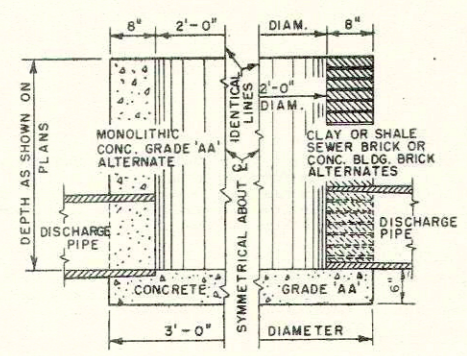 8" 2'-0" DIAM. 8"
2'-0"
DIAM.
IDENTICAL
LINES
DEPTH AS SHOWN ON
PLANS
MONOLITHIC
CONC. GRADE 'AA'
ALTERNATE
CLAY OR SHALE
SEWER BRICK OR
CONC. BLDG. BRICK
ALTERNATES
SYMMETRICAL ABOUT ℄
DISCHARGE
PIPE
DISCHARGE
PIPE
CONCRETE GRADE 'AA'
6"
3'-0" DIAMETER